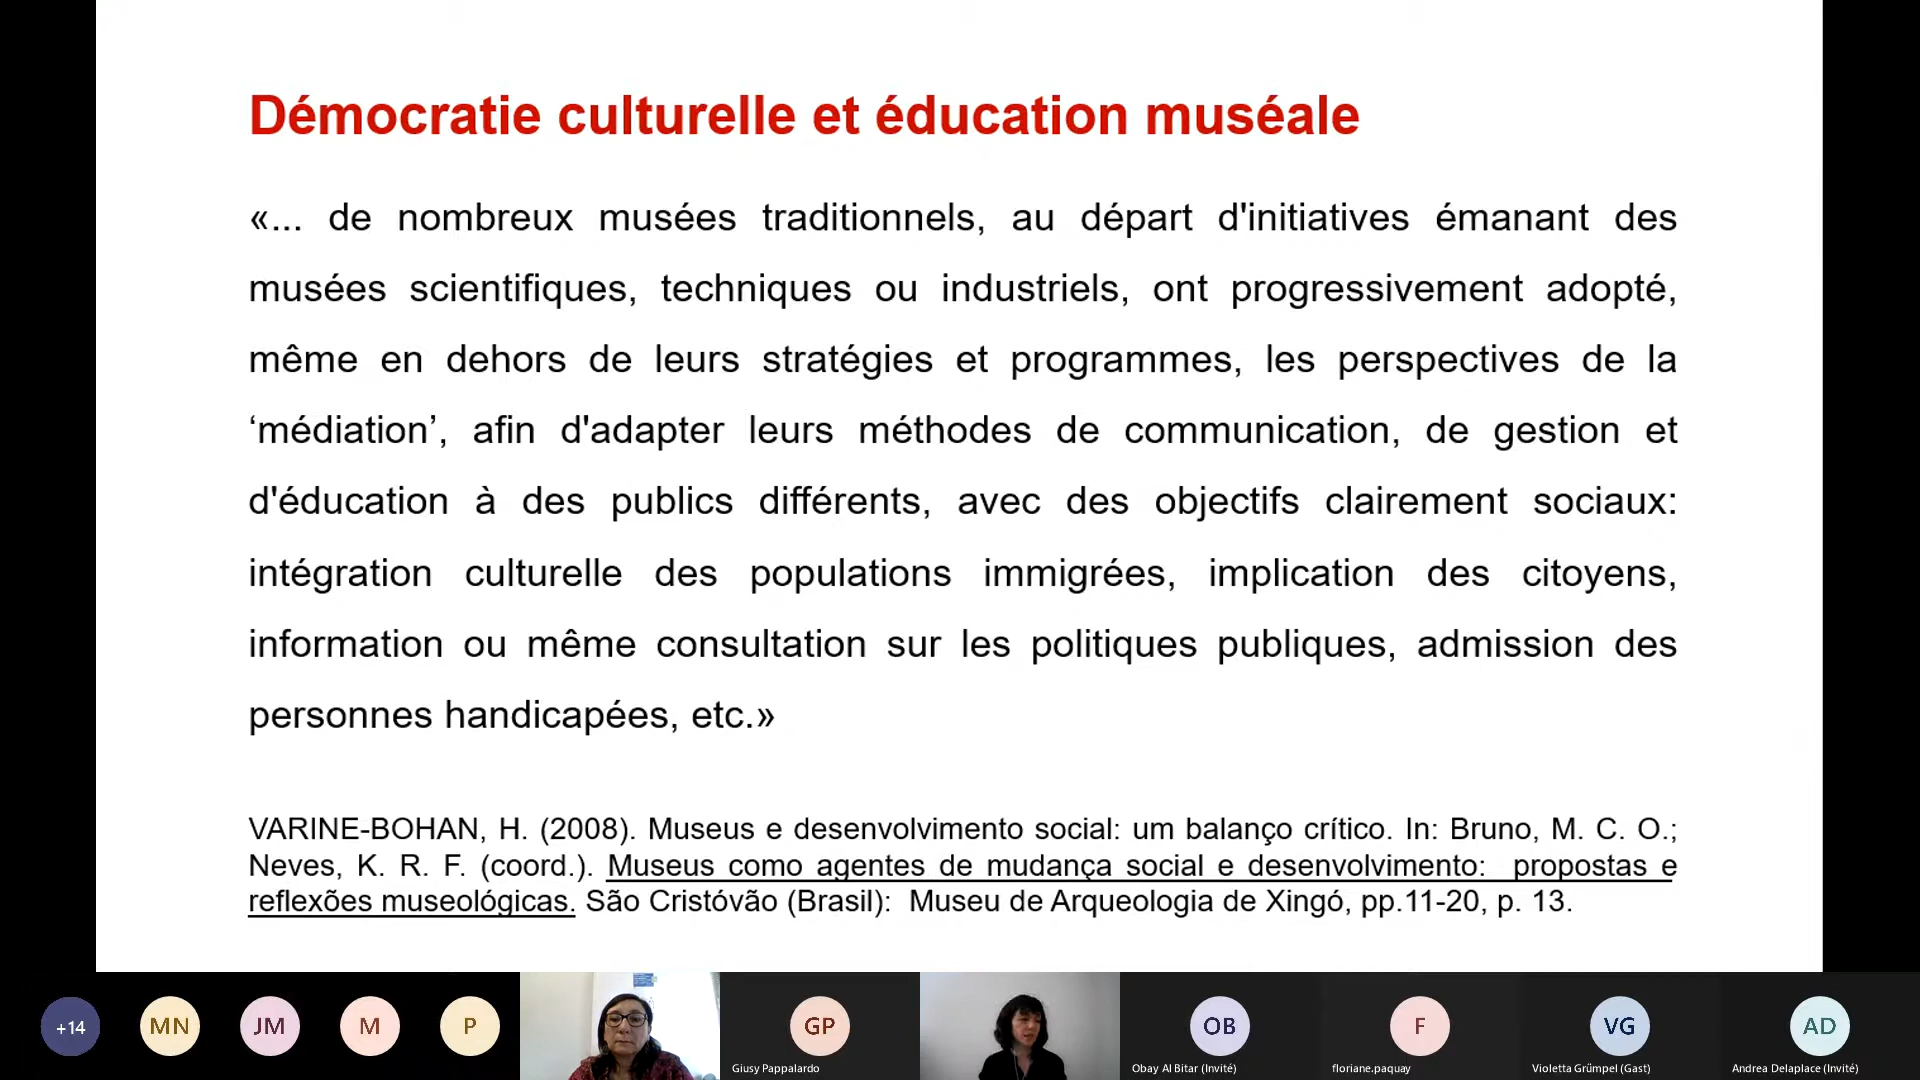 Démocratie culturelle et éducation muséale
«... de nombreux musées traditionnels, au départ d'initiatives émanant des
musées scientifiques, techniques ou industriels, ont progressivement adopté,
même en dehors de leurs stratégies et programmes, les perspectives de la
‘médiation’, afin d'adapter leurs méthodes de communication, de gestion et
d'éducation à des publics différents, avec des objectifs clairement sociaux:
intégration culturelle des populations immigrées, implication des citoyens,
information ou même consultation sur les politiques publiques, admission des
personnes handicapées, etc.»
VARINE-BOHAN, H. (2008). Museus e desenvolvimento social: um balanço crítico. In: Bruno, M. C. O.;
Neves, K. R. F. (coord.). Museus como agentes de mudança social e desenvolvimento: propostas e
reflexões museológicas. São Cristóvão (Brasil): Museu de Arqueologia de Xingó, pp.11-20, p. 13.
+14
MN
JM
M
P
GP
Giusy Pappalardo
OB
Obay Al Bitar (Invité)
F
floriane.paquay
VG
Violetta Grümpel (Gast)
AD
Andrea Delaplace (Invité)